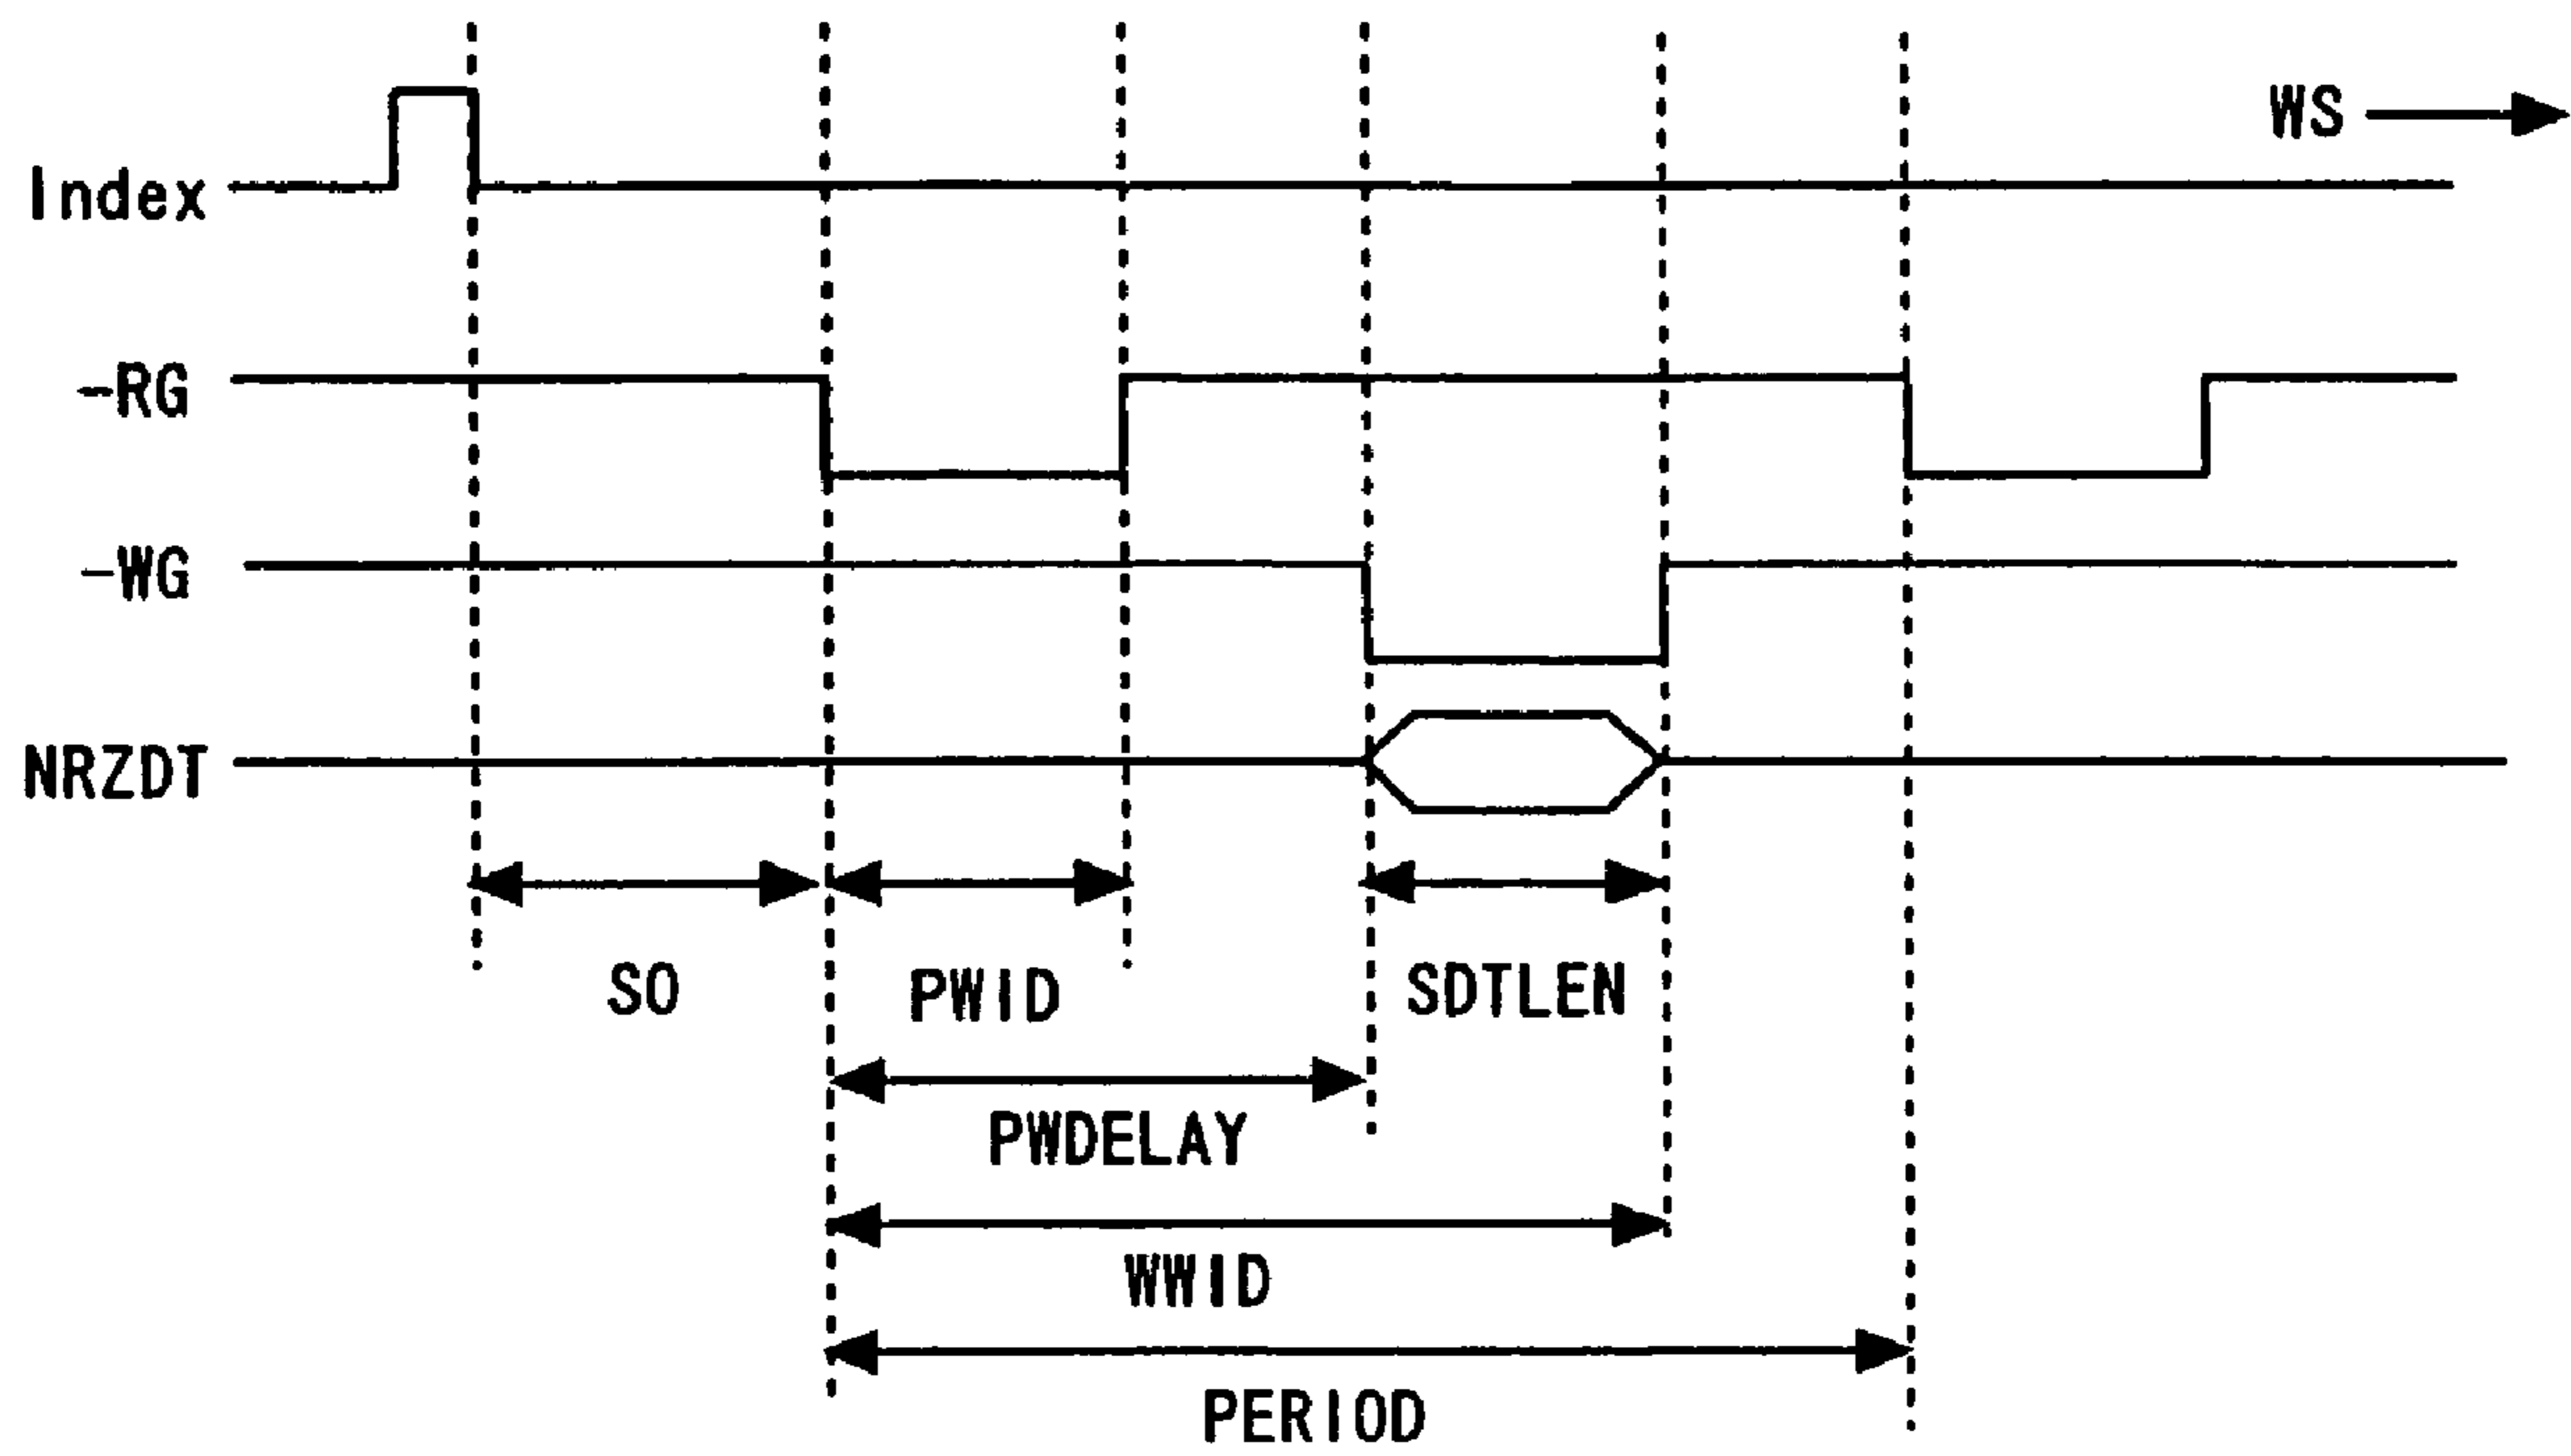 WS
Index
-RG
-WG
NRZDT
SO
PWID
SDTLEN
PWDELAY
WWID
PERIOD